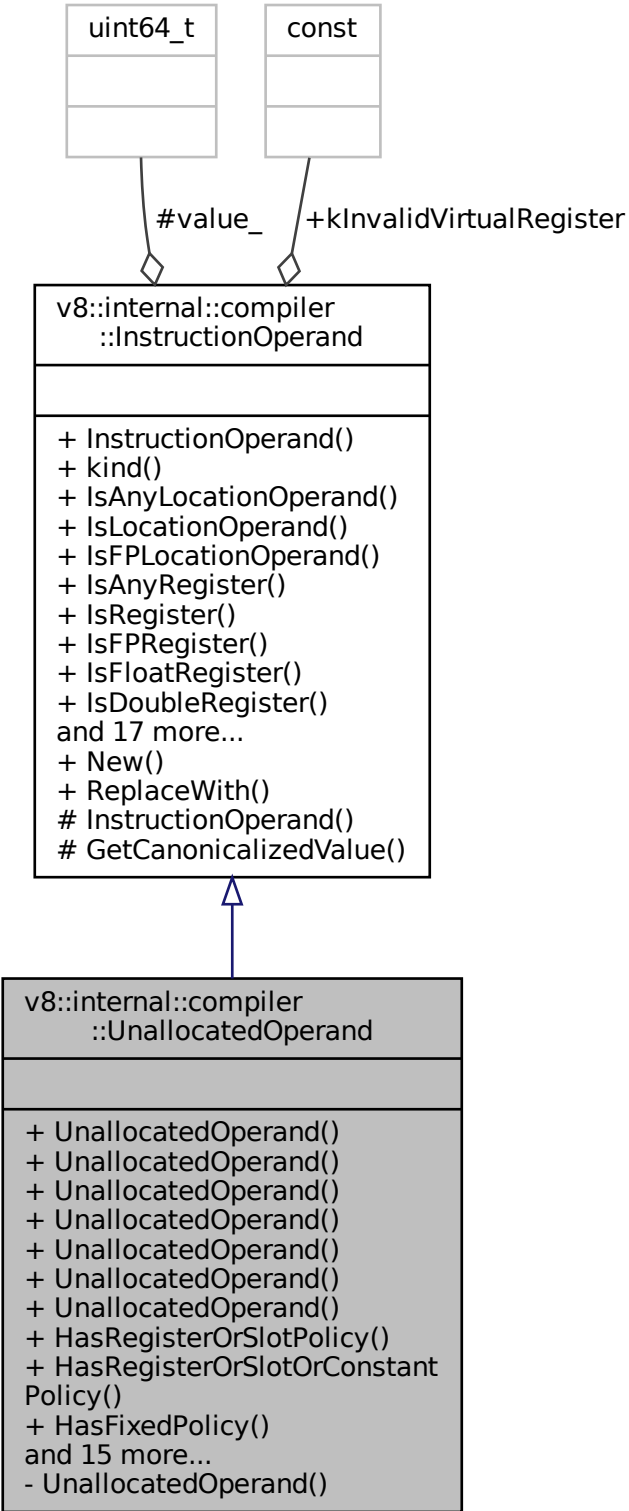 uint64_t
const
#value_
+kInvalidVirtualRegister
v8::internal::compiler
::InstructionOperand
+ InstructionOperand()
+ kind()
+ IsAnyLocationOperand()
+ IsLocationOperand()
+ IsFPLocationOperand()
+ IsAnyRegister()
+ IsRegister()
+ IsFPRegister()
+ IsFloatRegister()
+ IsDoubleRegister()
and 17 more...
+ New()
+ ReplaceWith()
# InstructionOperand()
# GetCanonicalizedValue()
v8::internal::compiler
::UnallocatedOperand
+ UnallocatedOperand()
+ UnallocatedOperand()
+ UnallocatedOperand()
+ UnallocatedOperand()
+ UnallocatedOperand()
+ UnallocatedOperand()
+ UnallocatedOperand()
+ HasRegisterOrSlotPolicy()
+ HasRegisterOrSlotOrConstant
Policy()
+ HasFixedPolicy()
and 15 more...
- UnallocatedOperand()